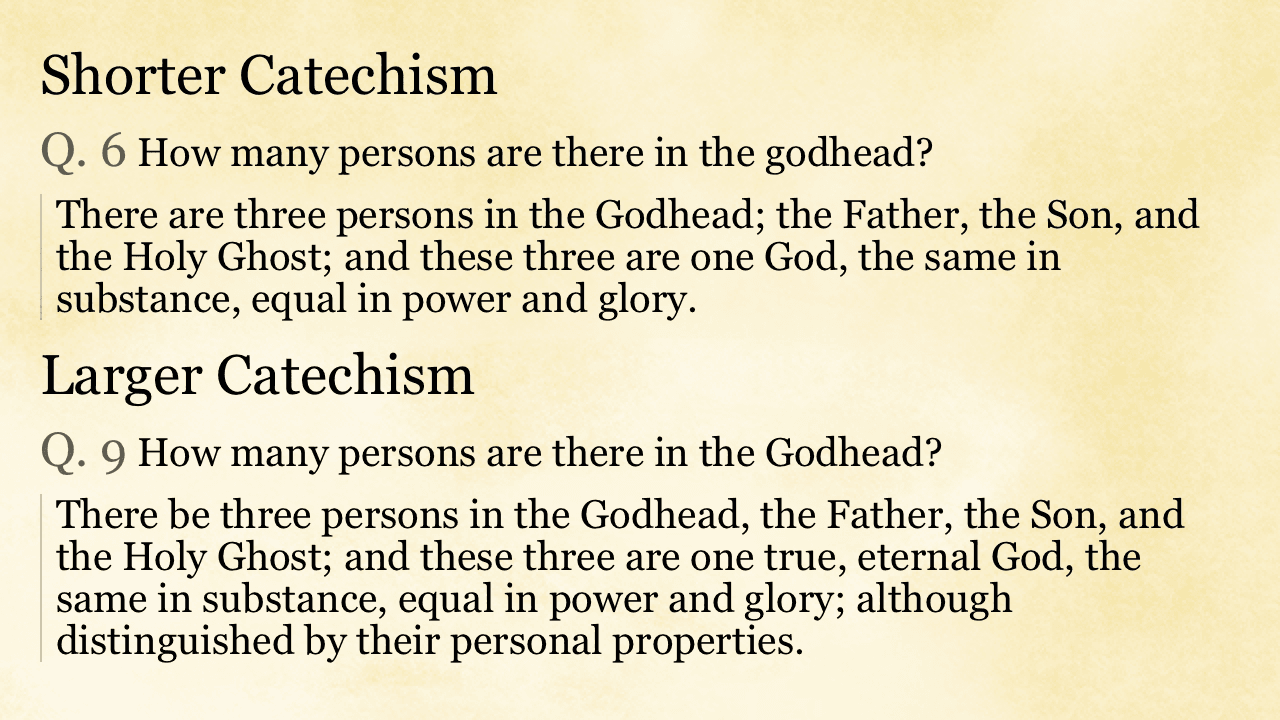 Shorter Catechism
Q. 6 How many persons are there in the godhead?
There are three persons in the Godhead; the Father, the Son, and
the Holy Ghost; and these three are one God, the same in
substance, equal in power and glory.
Larger Catechism
Q. 9 How many persons are there in the Godhead?
There be three persons in the Godhead, the Father, the Son, and
the Holy Ghost; and these three are one true, eternal God, the
same in substance, equal in power and glory; although
distinguished by their personal properties.